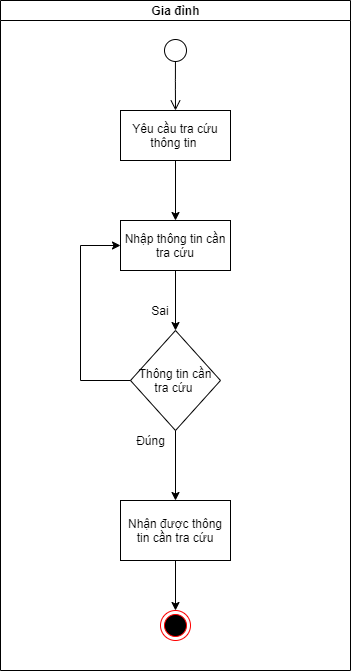 Gia đình
Yêu cầu tra cứu
thông tin
Nhập thông tin cần
tra cứu
Sai
Thông tin cần
tra cứu
Đúng
Nhận được thông
tin cần tra cứu